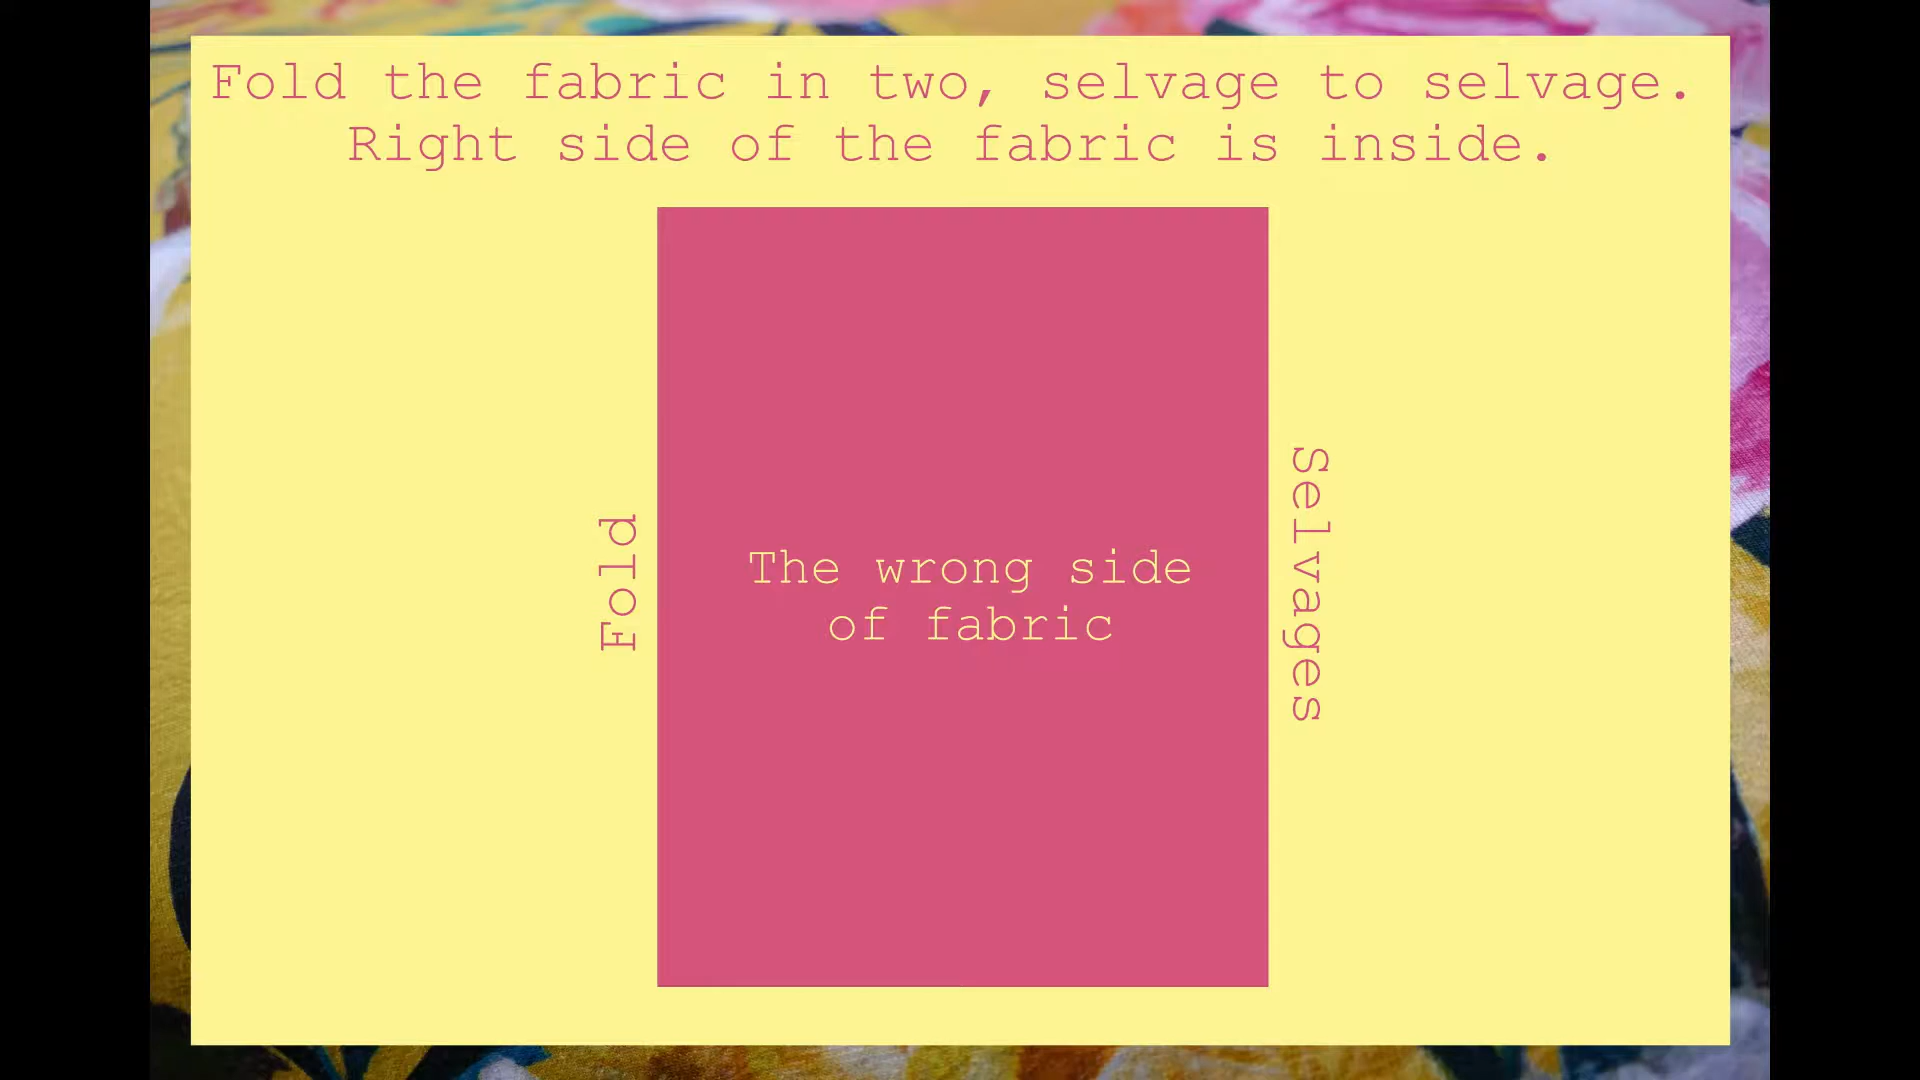 Fold the fabric in two, selvage to selvage.
Right side of the fabric is inside.
Fold
The wrong side
of fabric
Selvages